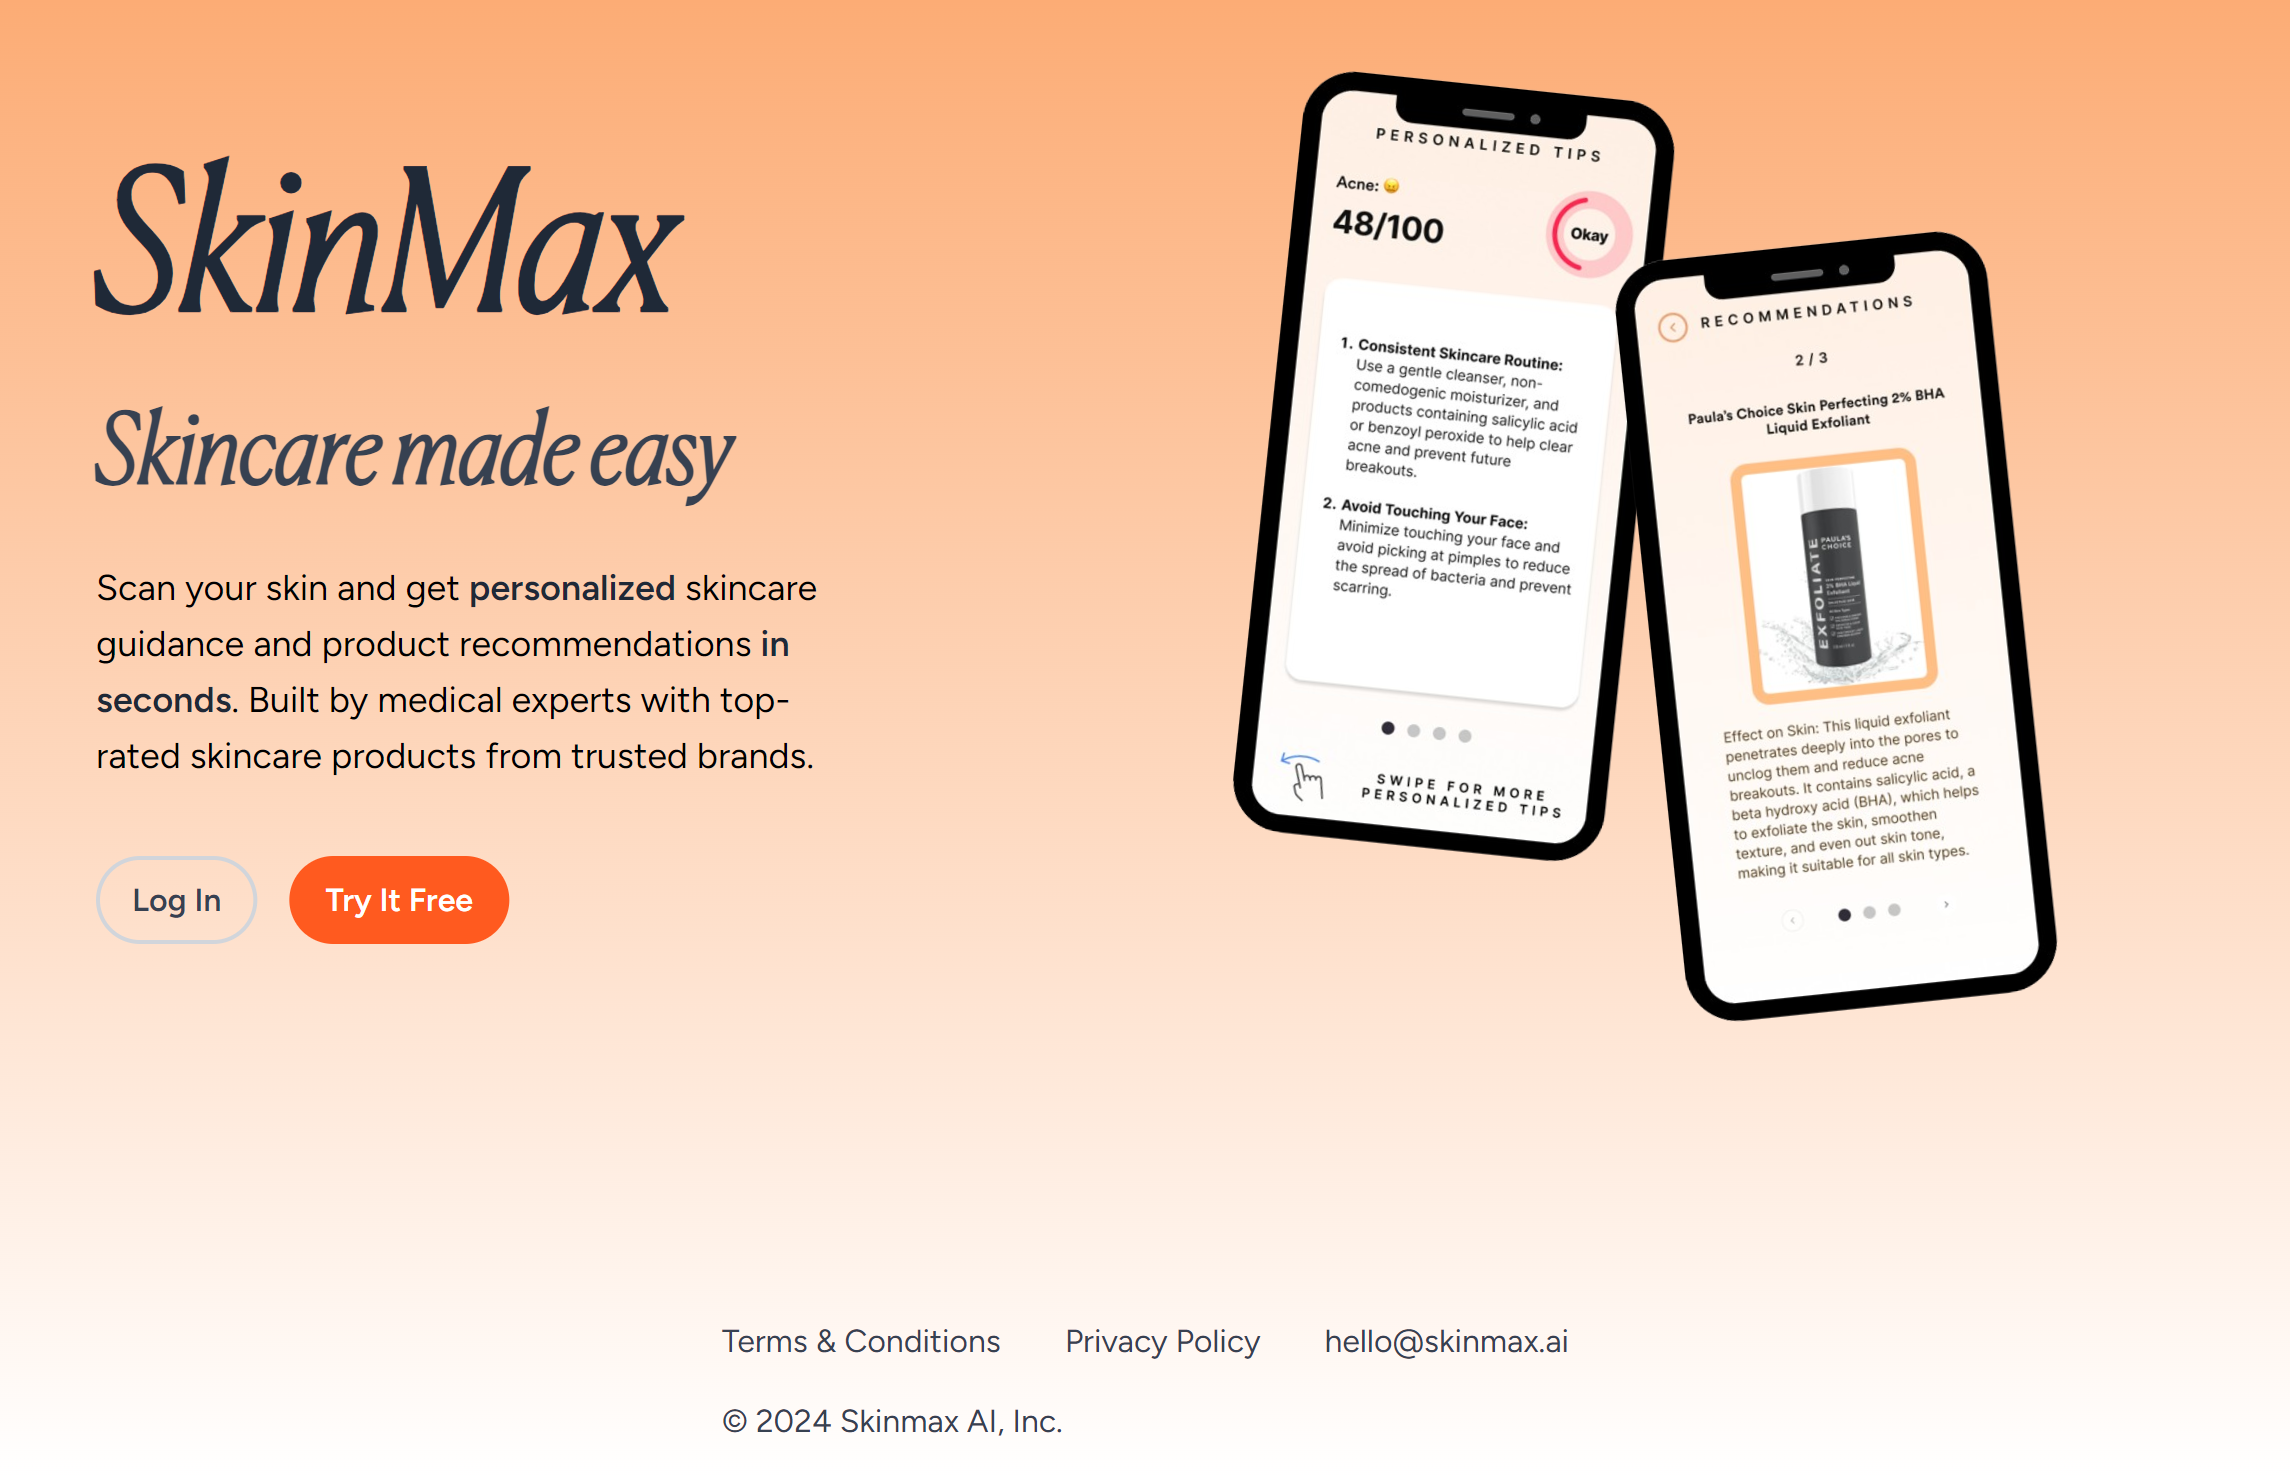 SkinMax
Skincare made easy
Scan your skin and get personalized skincare
guidance and product recommendations in
seconds. Built by medical experts with top-
rated skincare products from trusted brands.
Log In
Try It Free
PERSONALIZED TIPS
Acne: 😖
48/100
Okay
1. Consistent Skincare Routine:
Use a gentle cleanser, non-
comedogenic moisturizer, and
products containing salicylic acid
or benzoyl peroxide to help clear
acne and prevent future
breakouts.
2. Avoid Touching Your Face:
Minimize touching your face and
avoid picking at pimples to reduce
the spread of bacteria and prevent
scarring.
SWIPE FOR MORE
PERSONALIZED TIPS
RECOMMENDATIONS
2 / 3
Paula's Choice Skin Perfecting 2% BHA
Liquid Exfoliant
EXFOLIATE
PAULA'S
CHOICE
2% BHA Liquid
Exfoliant
Effect on Skin: This liquid exfoliant
penetrates deeply into the pores to
unclog them and reduce acne
breakouts. It contains salicylic acid, a
beta hydroxy acid (BHA), which helps
to exfoliate the skin, smoothen
texture, and even out skin tone,
making it suitable for all skin types.
Terms & Conditions
Privacy Policy
hello@skinmax.ai
© 2024 Skinmax AI, Inc.